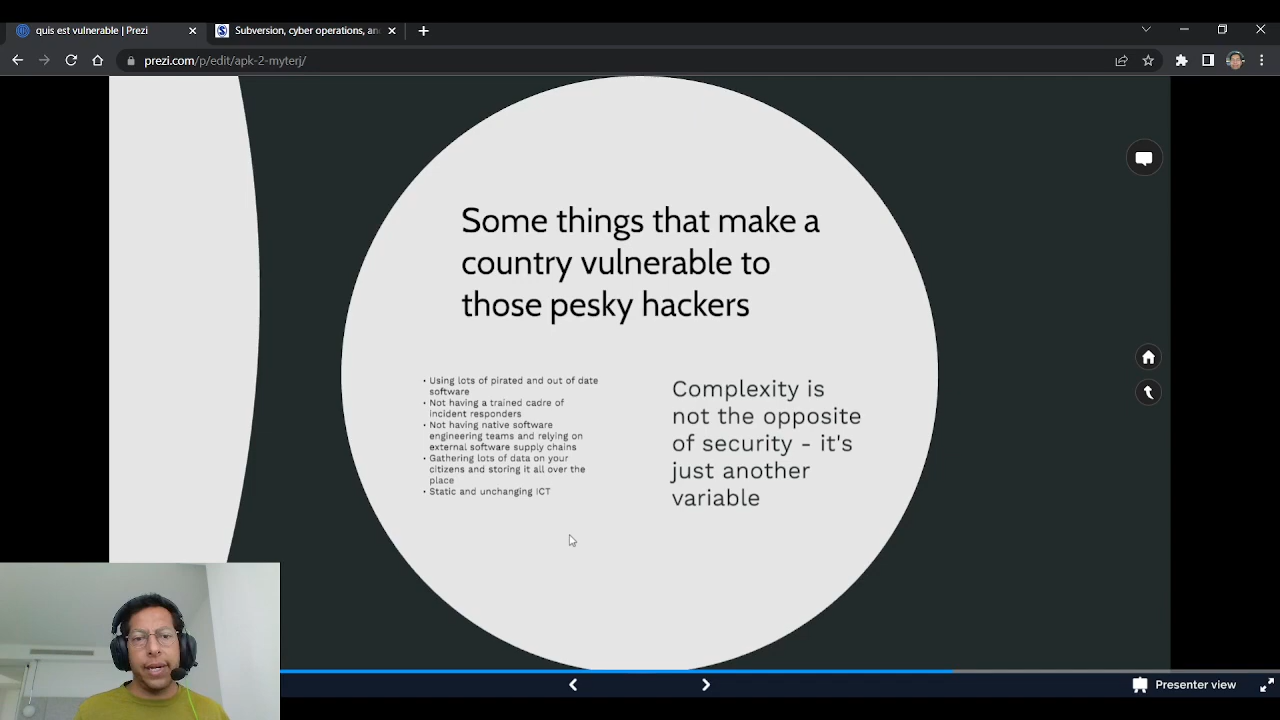 quis est vulnerable | Prezi
Subversion, cyber operations, an
prezi.com/p/edit/apk-2-myterj/
Some things that make a
country vulnerable to
those pesky hackers
• Using lots of pirated and out of date
software
• Not having a trained cadre of
incident responders
• Not having native software
engineering teams and relying on
external software supply chains
• Gathering lots of data on your
citizens and storing it all over the
place
• Static and unchanging ICT
Complexity is
not the opposite
of security - it's
just another
variable
Presenter view